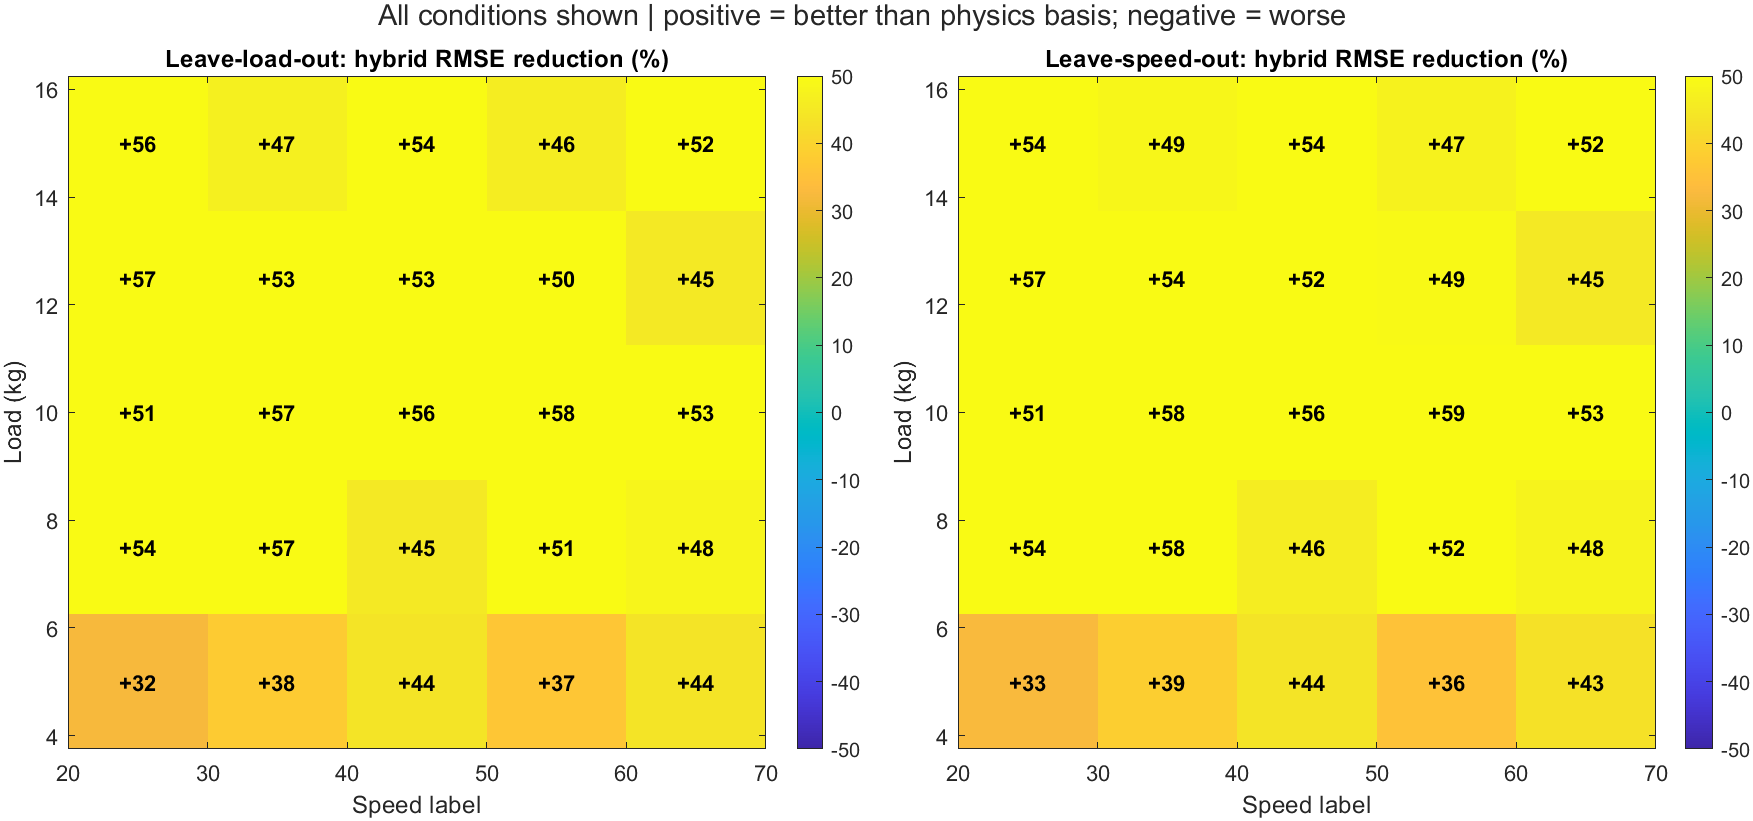 All conditions shown | positive = better than physics basis; negative = worse
Leave-load-out: hybrid RMSE reduction (%)
Load (kg)
16
14
12
10
8
6
4
+56 +47 +54 +46 +52
+57 +53 +53 +50 +45
+51 +57 +56 +58 +53
+54 +57 +45 +51 +48
+32 +38 +44 +37 +44
20 30 40 50 60 70
Speed label
50
40
30
20
10
0
-10
-20
-30
-40
-50
Leave-speed-out: hybrid RMSE reduction (%)
Load (kg)
16
14
12
10
8
6
4
+54 +49 +54 +47 +52
+57 +54 +52 +49 +45
+51 +58 +56 +59 +53
+54 +58 +46 +52 +48
+33 +39 +44 +36 +43
20 30 40 50 60 70
Speed label
50
40
30
20
10
0
-10
-20
-30
-40
-50